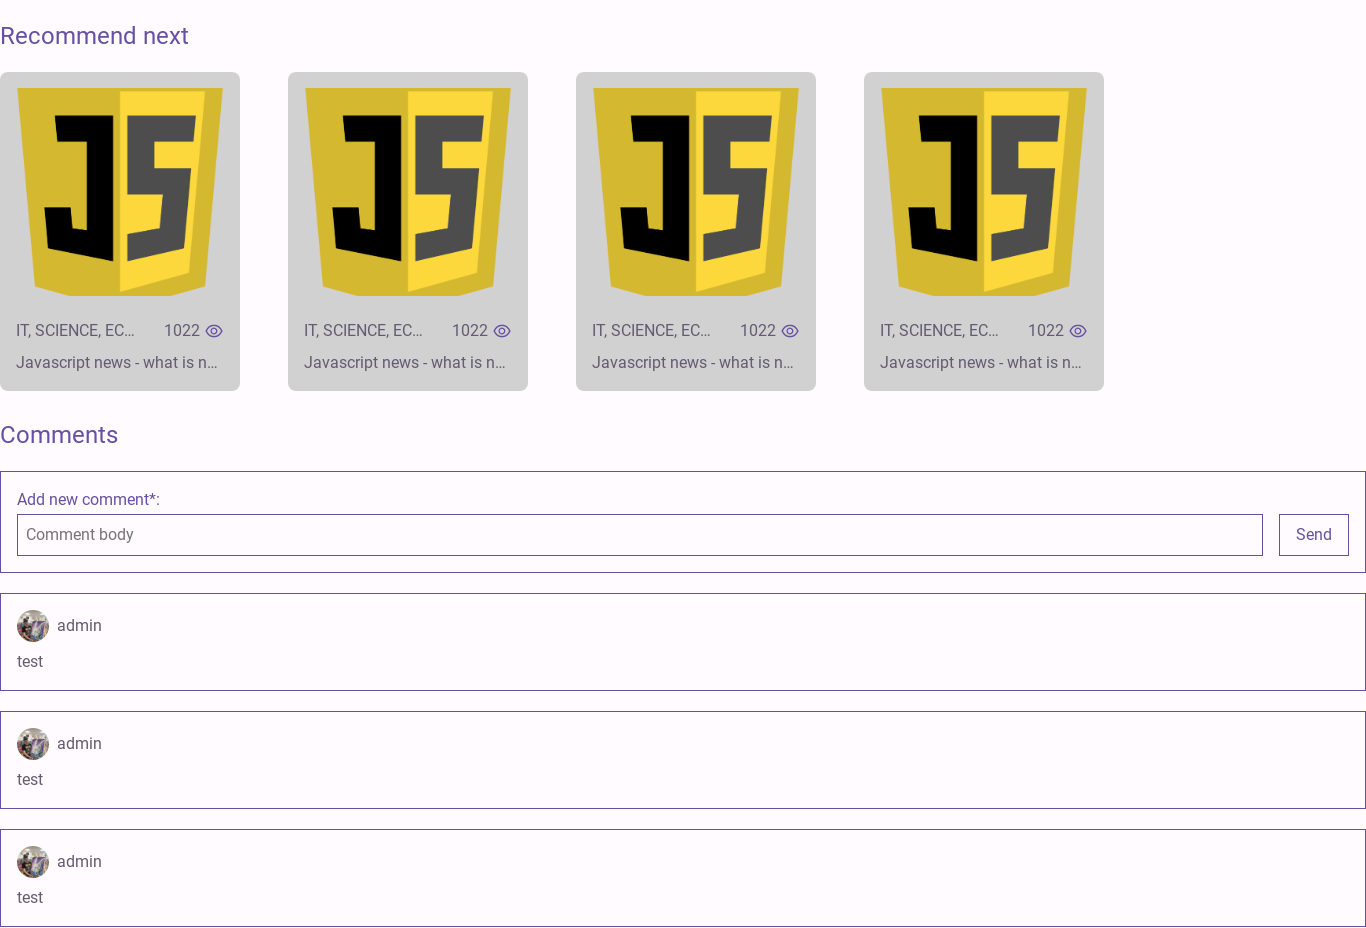 Recommend next
JS JS JS JS
IT, SCIENCE, EC... 1022 IT, SCIENCE, EC... 1022 IT, SCIENCE, EC... 1022 IT, SCIENCE, EC... 1022
Javascript news - what is n... Javascript news - what is n... Javascript news - what is n... Javascript news - what is n...
Comments
Add new comment*:
Comment body Send
admin
test
admin
test
admin
test